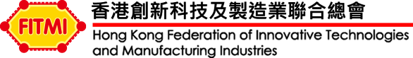 FITMI
香港創新科技及製造業聯合總會
Hong Kong Federation of Innovative Technologies
and Manufacturing Industries